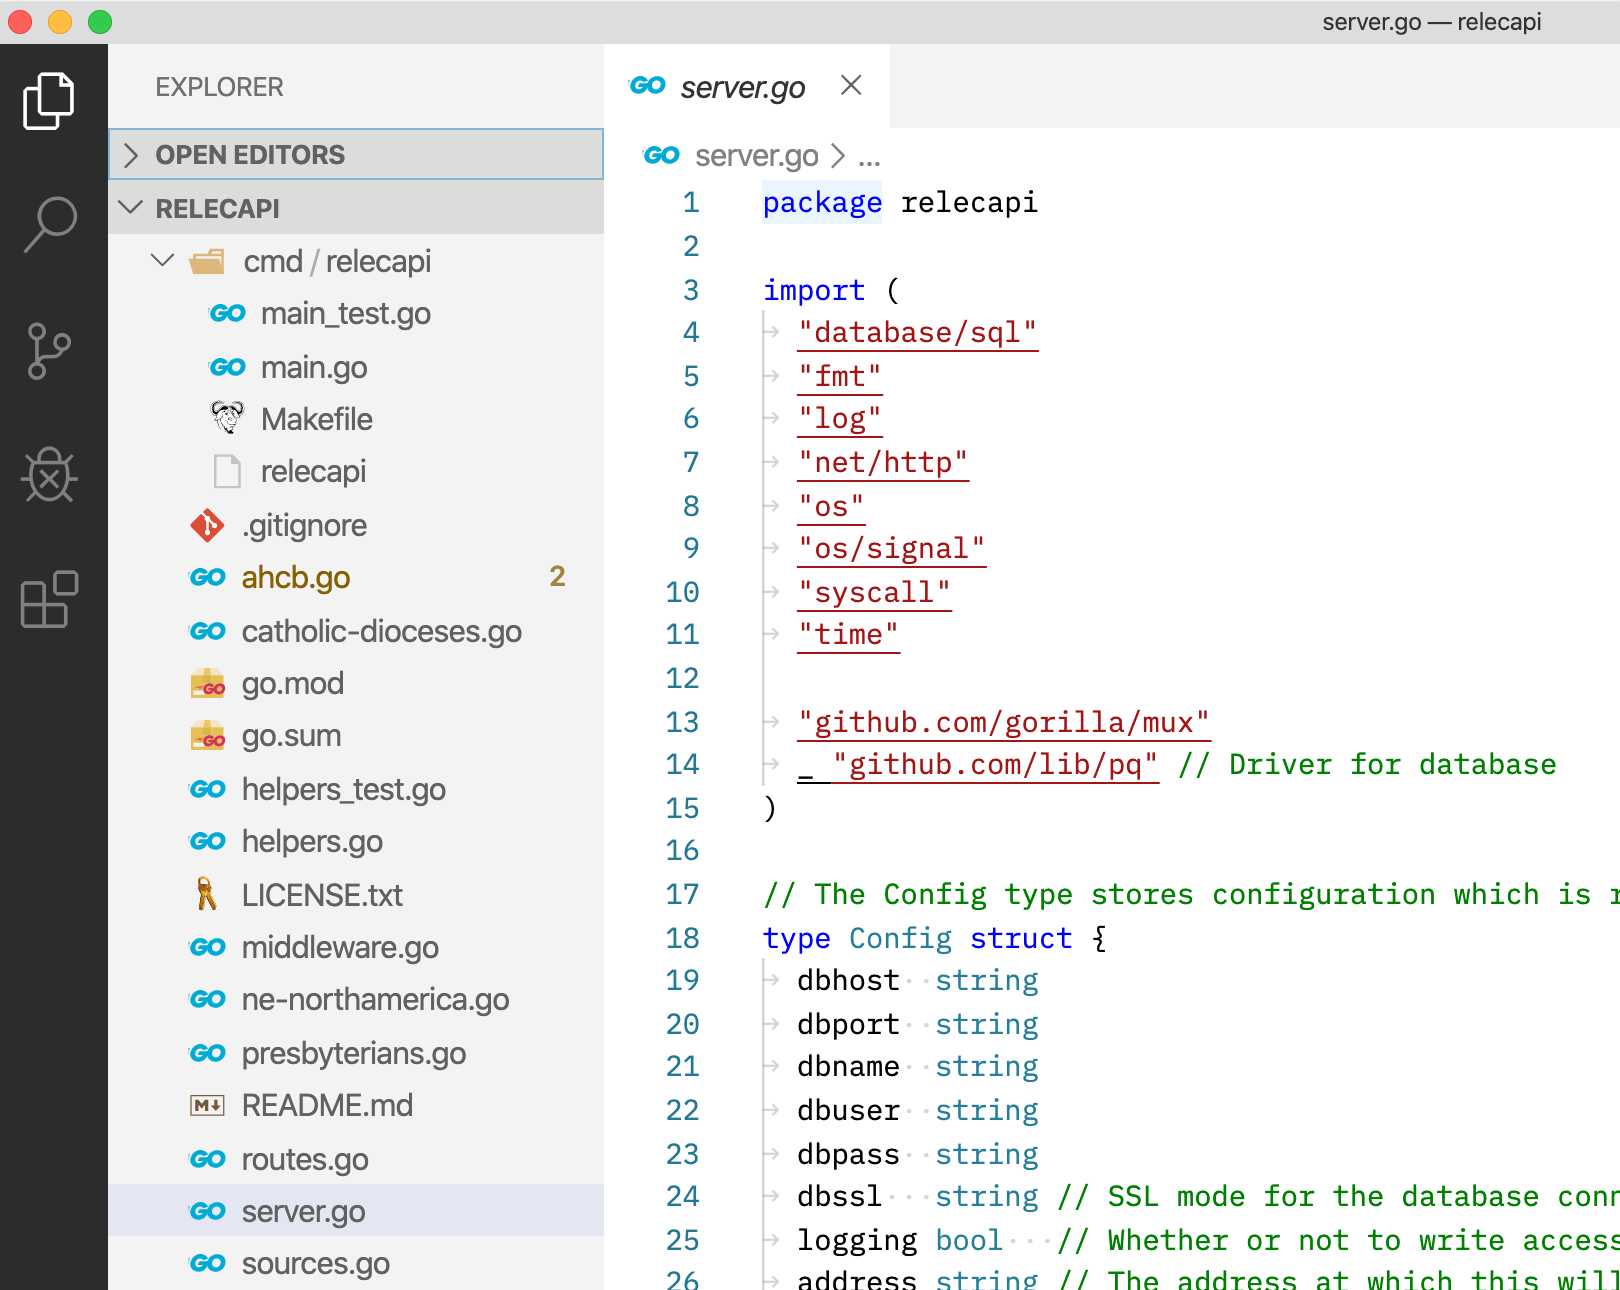 server.go — relecapi
EXPLORER
OPEN EDITORS
RELECAPI
cmd / relecapi
GO main_test.go
GO main.go
Makefile
relecapi
.gitignore
GO ahcb.go 2
GO catholic-dioceses.go
GO go.mod
GO go.sum
GO helpers_test.go
GO helpers.go
LICENSE.txt
GO middleware.go
GO ne-northamerica.go
GO presbyterians.go
M↓ README.md
GO routes.go
GO server.go
GO sources.go
GO server.go
GO server.go > ...
1 package relecapi
2
3 import (
4 "database/sql"
5 "fmt"
6 "log"
7 "net/http"
8 "os"
9 "os/signal"
10 "syscall"
11 "time"
12
13 "github.com/gorilla/mux"
14 _ "github.com/lib/pq" // Driver for database
15 )
16
17 // The Config type stores configuration which is
18 type Config struct {
19 dbhost string
20 dbport string
21 dbname string
22 dbuser string
23 dbpass string
24 dbssl string // SSL mode for the database
25 logging bool // Whether or not to write access
26 address string // The address at which this will